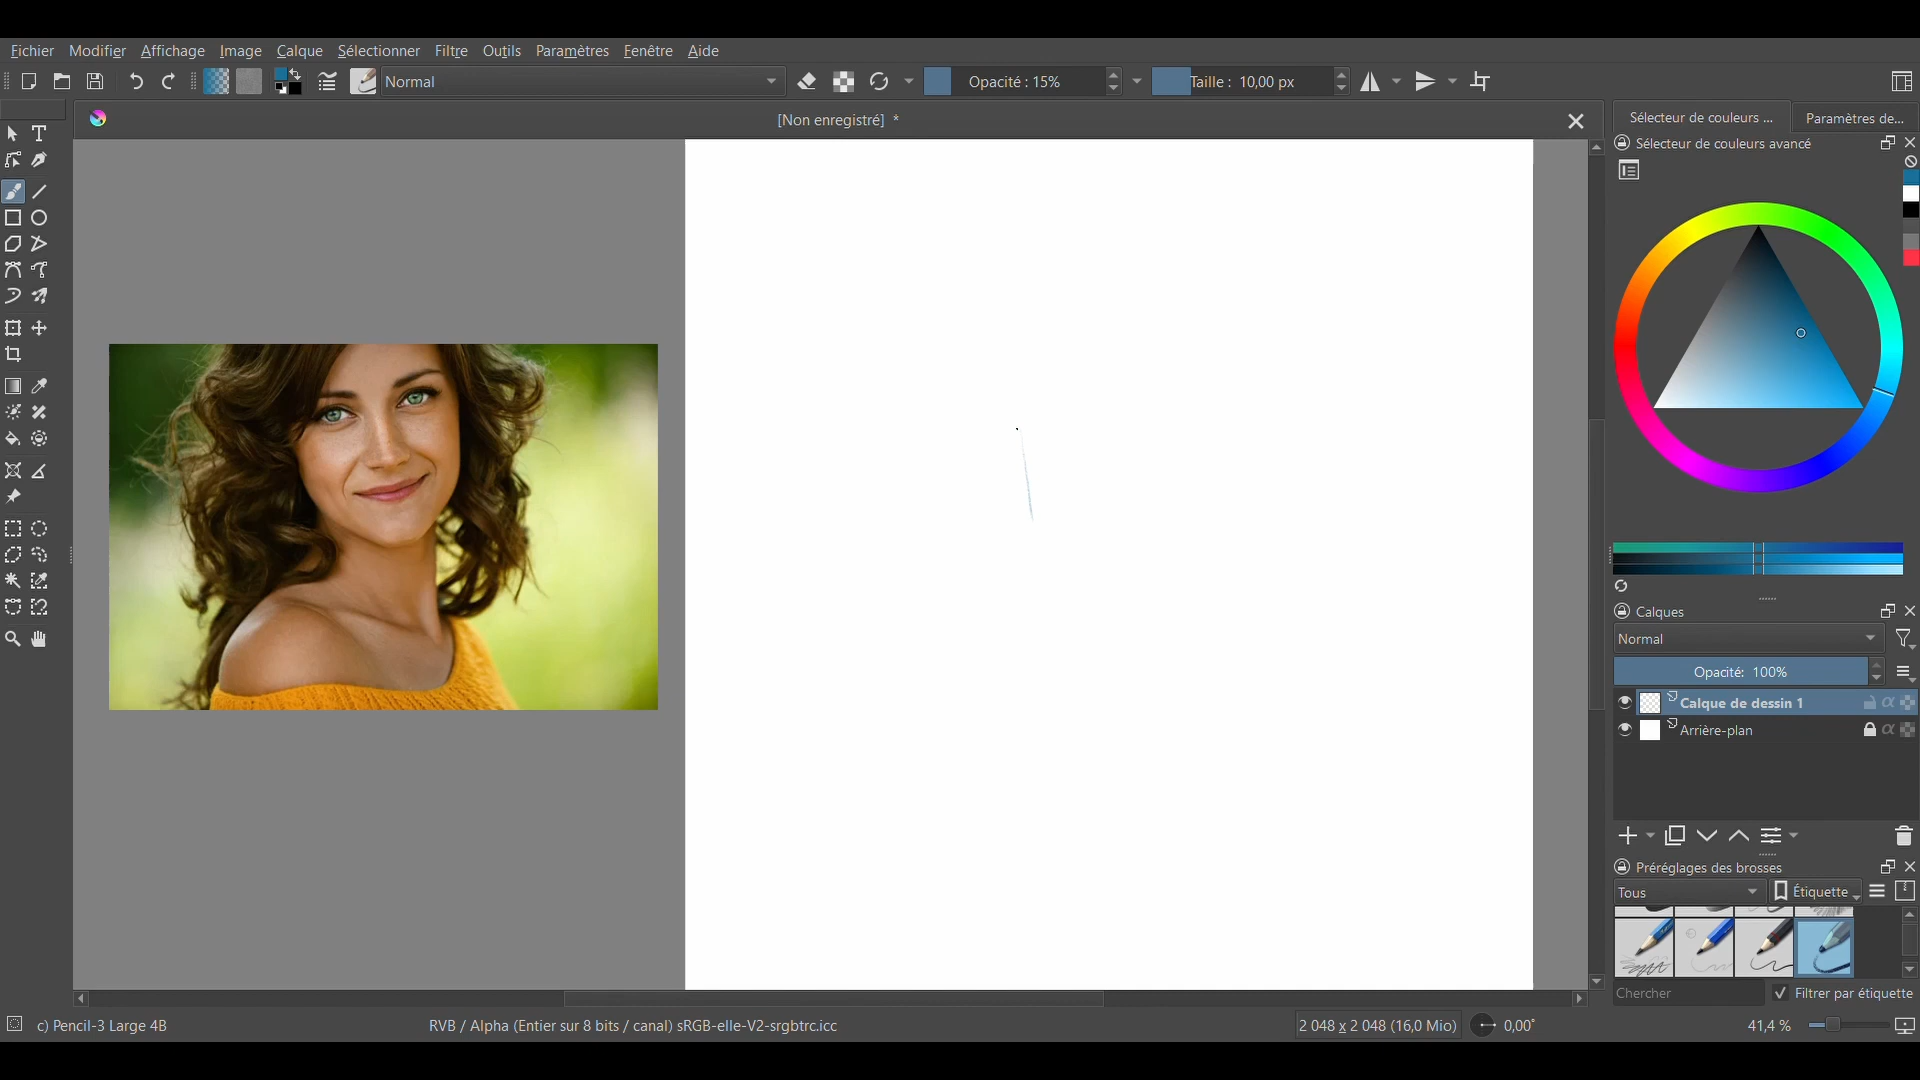 Fichier Modifier Affichage Image Calque Sélectionner Filtre Outils Paramètres Fenêtre Aide
Normal Opacité : 15% Taille : 10,00 px
[Non enregistré] *
Sélecteur de couleurs ... Paramètres de...
Sélecteur de couleurs avancé
Calques
Normal
Opacité: 100%
Calque de dessin 1
Arrière-plan
Préréglages des brosses
Tous Étiquette
Chercher Filtrer par étiquette
c) Pencil-3 Large 4B RVB / Alpha (Entier sur 8 bits / canal) sRGB-elle-V2-srgbtrc.icc 2 048 x 2 048 (16,0 Mio) 0,00° 41,4 %